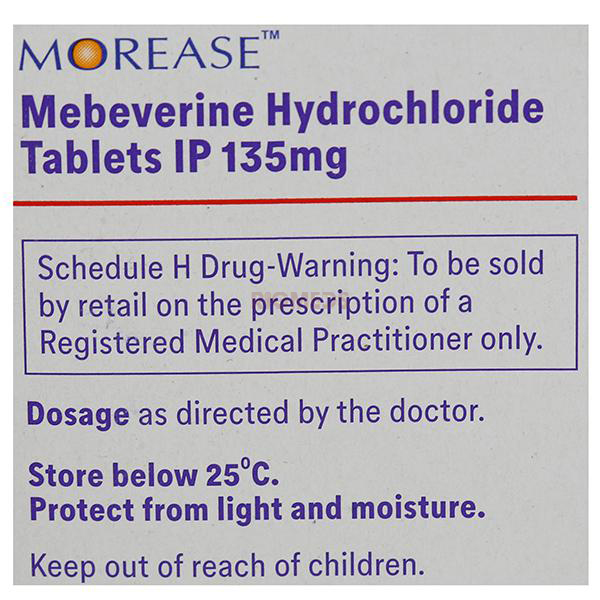 MOREASE™
Mebeverine Hydrochloride
Tablets IP 135mg
Schedule H Drug-Warning: To be sold
by retail on the prescription of a
Registered Medical Practitioner only.
Dosage as directed by the doctor.
Store below 25⁰C.
Protect from light and moisture.
Keep out of reach of children.